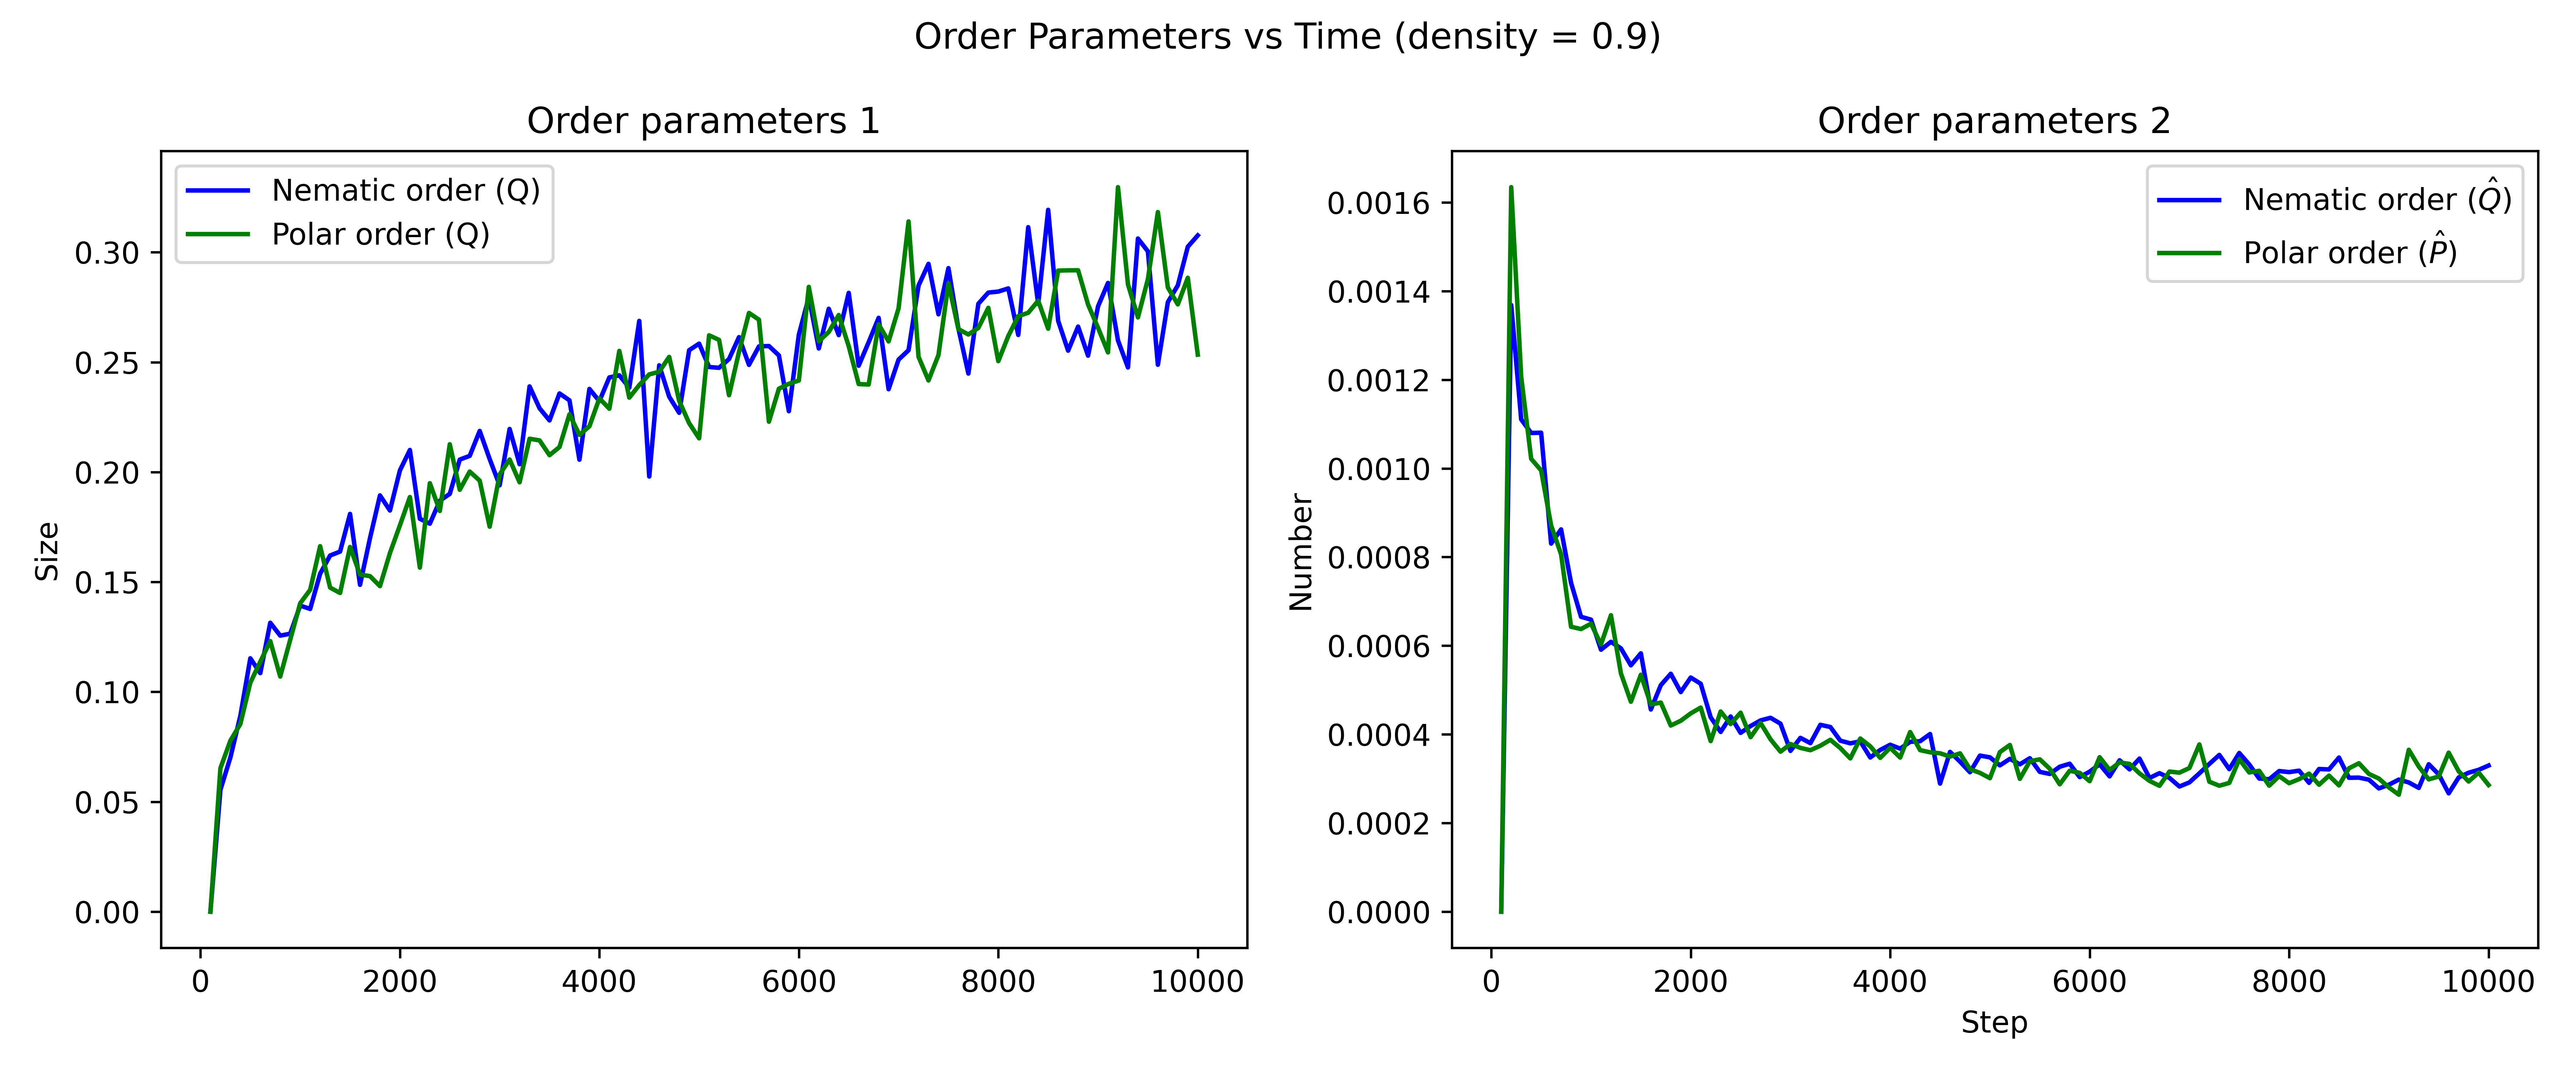 Order Parameters vs Time (density = 0.9)
Order parameters 1
Nematic order (Q)
Polar order (Q)
Size
0.30
0.25
0.20
0.15
0.10
0.05
0.00
0 2000 4000 6000 8000 10000
Order parameters 2
Nematic order (Q̂)
Polar order (P̂)
Number
0.0016
0.0014
0.0012
0.0010
0.0008
0.0006
0.0004
0.0002
0.0000
0 2000 4000 6000 8000 10000
Step